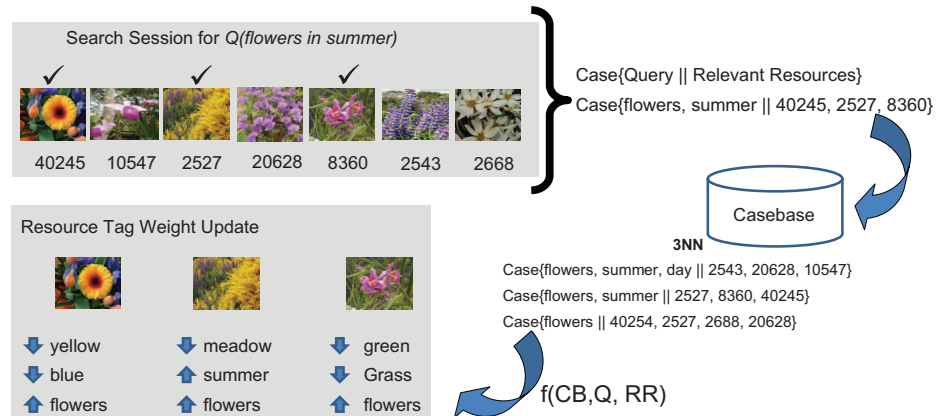 Search Session for Q(flowers in summer)
40245 10547 2527 20628 8360 2543 2668
Case{Query || Relevant Resources}
Case{flowers, summer || 40245, 2527, 8360}
Casebase
3NN
Case{flowers, summer, day || 2543, 20628, 10547}
Case{flowers, summer || 2527, 8360, 40245}
Case{flowers || 40254, 2527, 2688, 20628}
f(CB,Q, RR)
Resource Tag Weight Update
yellow meadow green
blue summer Grass
flowers flowers flowers